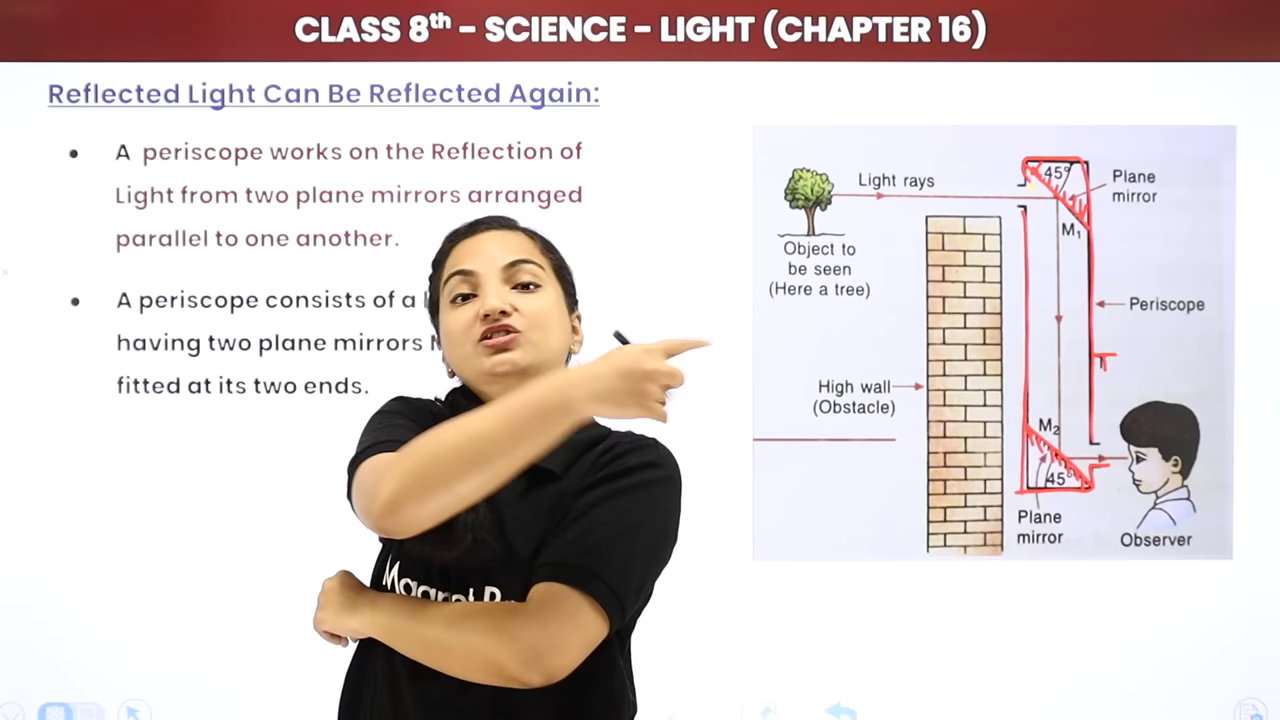 CLASS 8th – SCIENCE – LIGHT (CHAPTER 16)
Reflected Light Can Be Reflected Again:
• A periscope works on the Reflection of
Light from two plane mirrors arranged
parallel to one another.
• A periscope consists of a
having two plane mirrors
fitted at its two ends.
Light rays
45°
Plane
mirror
M1
Object to
be seen
(Here a tree)
Periscope
T
High wall
(Obstacle)
M2
45°
Plane
mirror
Observer